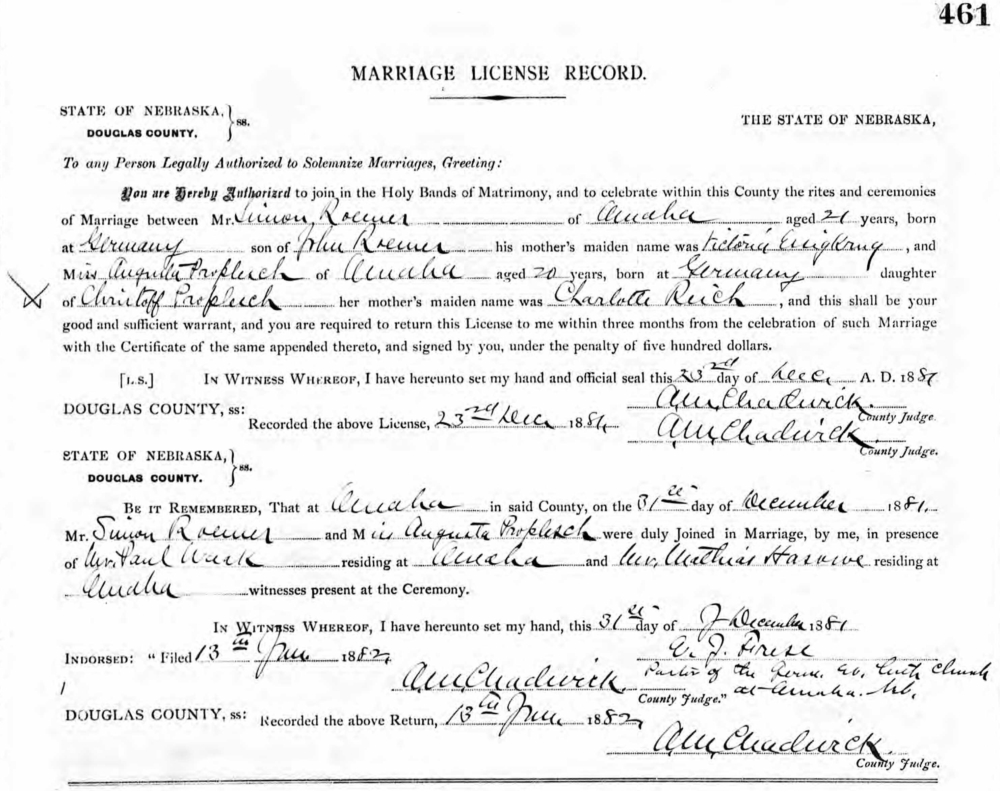 461
MARRIAGE LICENSE RECORD.
STATE OF NEBRASKA, } ss.
DOUGLAS COUNTY.
THE STATE OF NEBRASKA,
To any Person Legally Authorized to Solemnize Marriages, Greeting:
You are Hereby Authorized to join in the Holy Bands of Matrimony, and to celebrate within this County the rites and ceremonies
of Marriage between Mr. Simon Roemer of Omaha aged 21 years, born
at Germany son of John Roemer his mother's maiden name was Victoria , and
Miss Augusta Proplesch of Omaha aged 20 years, born at Germany daughter
of Christoff Proplesch her mother's maiden name was Charlotte Reich , and this shall be your
good and sufficient warrant, and you are required to return this License to me within three months from the celebration of such Marriage
with the Certificate of the same appended thereto, and signed by you, under the penalty of five hundred dollars.
[L.S.] IN WITNESS WHEREOF, I have hereunto set my hand and official seal this 23rd day of Dec. A. D. 1881
A.M. Chadwick.
County Judge.
DOUGLAS COUNTY, ss:
Recorded the above License, 23rd Dec 1881,
A.M. Chadwick.
County Judge.
STATE OF NEBRASKA, } ss.
DOUGLAS COUNTY.
BE IT REMEMBERED, That at Omaha in said County, on the 31st day of December 1881.
Mr. Simon Roemer and Miss Augusta Proplesch were duly Joined in Marriage, by me, in presence
of Mr. Paul residing at Omaha and Mr. Mathias residing at
Omaha witnesses present at the Ceremony.
IN WITNESS WHEREOF, I have hereunto set my hand, this 31st day of of December 1881
E. J. Frese
Pastor of the Germ. Ev. Luth Church
at Omaha. Neb.
INDORSED: "Filed 13th Jan. 1882,
A.M. Chadwick.
County Judge."
DOUGLAS COUNTY, ss: Recorded the above Return, 13th Jan. 1882,
A.M. Chadwick.
County Judge.